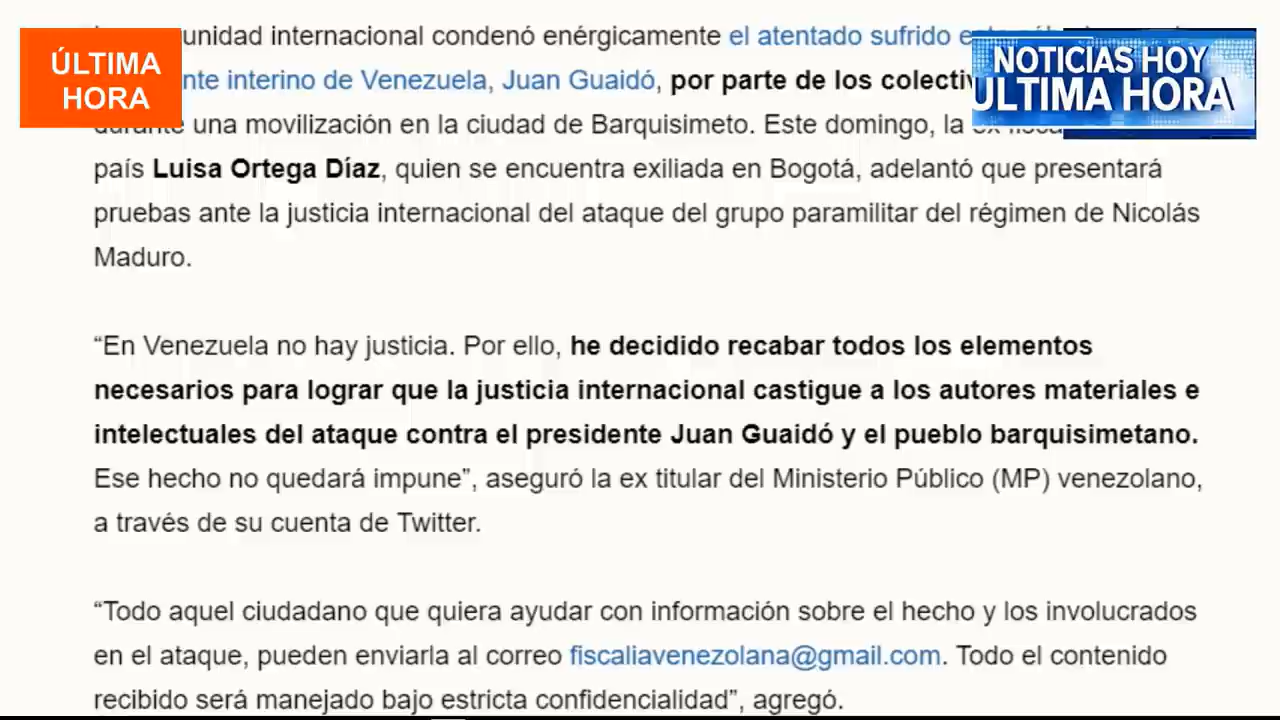 ÚLTIMA
HORA
NOTICIAS HOY
ULTIMA HORA
unidad internacional condenó enérgicamente el atentado sufrido
interino de Venezuela, Juan Guaidó, por parte de los
durante una movilización en la ciudad de Barquisimeto. Este domingo, la ex
país Luisa Ortega Díaz, quien se encuentra exiliada en Bogotá, adelantó que presentará
pruebas ante la justicia internacional del ataque del grupo paramilitar del régimen de Nicolás
Maduro.
“En Venezuela no hay justicia. Por ello, he decidido recabar todos los elementos
necesarios para lograr que la justicia internacional castigue a los autores materiales e
intelectuales del ataque contra el presidente Juan Guaidó y el pueblo barquisimetano.
Ese hecho no quedará impune”, aseguró la ex titular del Ministerio Público (MP) venezolano,
a través de su cuenta de Twitter.
“Todo aquel ciudadano que quiera ayudar con información sobre el hecho y los involucrados
en el ataque, pueden enviarla al correo fiscaliavenezolana@gmail.com. Todo el contenido
recibido será manejado bajo estricta confidencialidad”, agregó.